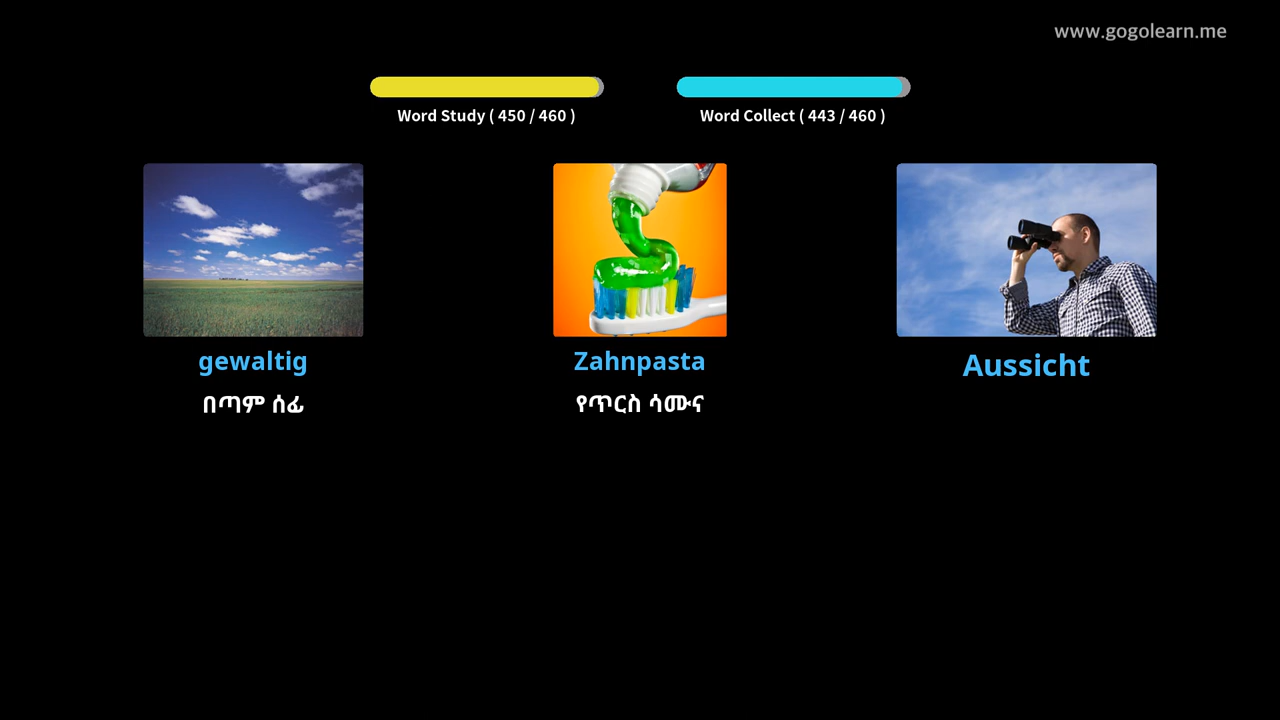 www.gogolearn.me
Word Study ( 450 / 460 )
Word Collect ( 443 / 460 )
gewaltig
Zahnpasta
Aussicht
በጣም ሰፊ
የጥርስ ሳሙና